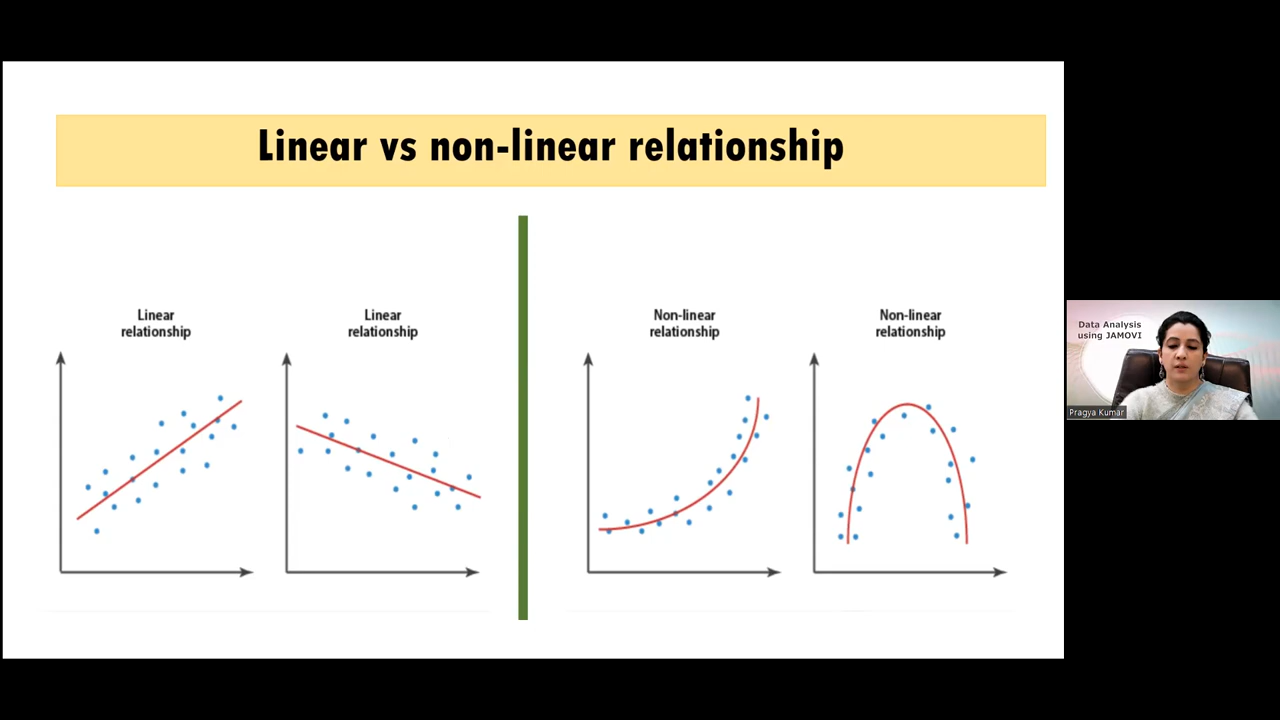 Linear vs non-linear relationship
Linear
relationship
Linear
relationship
Non-linear
relationship
Non-linear
relationship
Data Analysis
using JAMOVI
Pragya Kumar